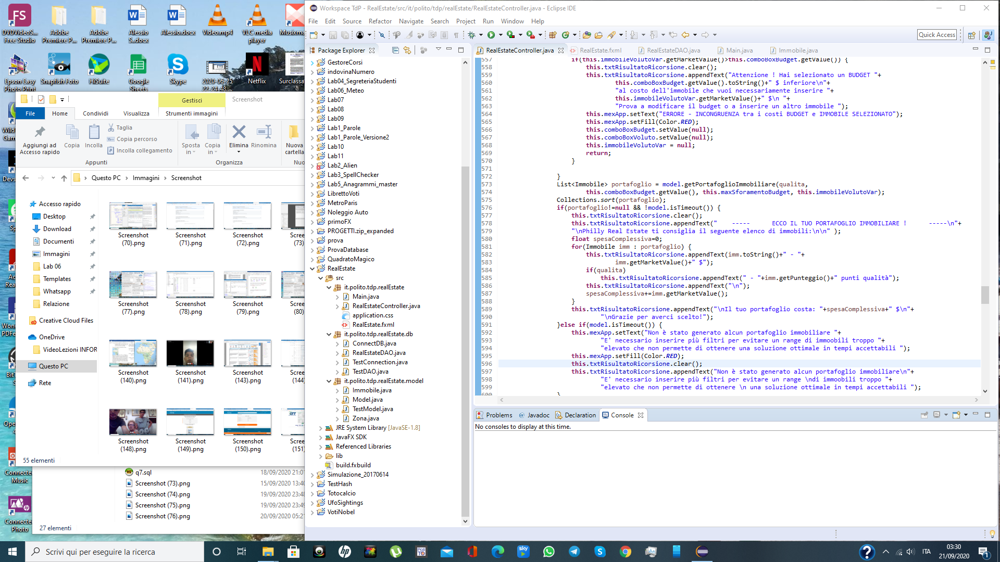 DVDVideoS... Free Studio
Adobe Premiere P...
Adobe Premiere P...
Alessio S..docx
Alessio.docx
Video.mp4
VLC media player
Musixma
Epson Easy Photo Print
Snapfish Foto
HiSuite
Google Sheets
Skype
2020-06-25 22-24-48....
Netflix
Surclassa
Gestisci
Screenshot
File
Home
Condividi
Visualizza
Strumenti immagini
Aggiungi ad Accesso rapido
Copia
Incolla
Taglia
Copia percorso
Incolla collegamento
Sposta in
Copia in
Elimina
Rinomina
Nuova cartella
Appunti
Organizza
Nuo
Questo PC > Immagini > Screenshot
Accesso rapido
Desktop
Download
Documenti
Immagini
Lab 06
Templates
Whatsapp
Relazione
Creative Cloud Files
OneDrive
VideoLezioni INFOR
Questo PC
Rete
Screenshot (70).png
Screenshot (71).png
Screenshot (72).png
Scree (73)
Screenshot (77).png
Screenshot (78).png
Screenshot (79).png
Scree (80)
Screenshot (140).png
Screenshot (141).png
Screenshot (143).png
Scree (144)
Screenshot (148).png
Screenshot (149).png
Screenshot (150).png
Scree (151)
55 elementi
q7.sql 18/09/2020 21:01
Screenshot (73).png 15/09/2020 13:40
Screenshot (74).png 19/09/2020 23:48
Screenshot (75).png 19/09/2020 23:49
Screenshot (76).png 20/09/2020 05:21
27 elementi
Connecte Music
Connecte Photo
Workspace TdP - RealEstate/src/it/polito/tdp/realEstate/RealEstateController.java - Eclipse IDE
File Edit Source Refactor Navigate Search Project Run Window Help
Quick Access
Package Explorer
GestoreCorsi
indovinaNumero
Lab04_SegreteriaStudenti
Lab06_Meteo
Lab07
Lab08
Lab09
Lab1_Parole
Lab1_Parole_Versione2
Lab10
Lab11
Lab2_Alien
Lab3_SpellChecker
Lab5_Anagrammi_master
LibrettoVoti
MetroParis
Noleggio Auto
primoFX
PROGETTI.zip_expanded
prova
ProvaDatabase
QuadratoMagico
RealEstate
src
it.polito.tdp.realEstate
Main.java
RealEstateController.java
application.css
RealEstate.fxml
it.polito.tdp.realEstate.db
ConnectDB.java
RealEstateDAO.java
TestConnection.java
TestDAO.java
it.polito.tdp.realEstate.model
Immobile.java
Model.java
TestModel.java
Zona.java
JRE System Library [JavaSE-1.8]
JavaFX SDK
Referenced Libraries
lib
build.fxbuild
Simulazione_20170614
TestHash
Totocalcio
UfoSightings
VotiNobel
RealEstateController.java RealEstate.fxml RealEstateDAO.java Main.java Immobile.java
557 if(this.immobileVolutoVar.getMarketValue()>this.comboBoxBudget.getValue()) {
558 this.txtRisultatoRicorsione.clear();
559 this.txtRisultatoRicorsione.appendText("Attenzione ! Hai selezionato un BUDGET "+
560 this.comboBoxBudget.getValue().toString()+" $ inferiore\n"+
561 "al costo dell'immobile che vuoi necessariamente inserire "+
562 this.immobileVolutoVar.getMarketValue()+" $\n "+
563 "Prova a modificare il budget o a inserire un altro immobile ");
564 this.mexApp.setText("ERRORE - INCONGRUENZA tra i costi BUDGET e IMMOBILE SELEZIONATO");
565 this.mexApp.setFill(Color.RED);
566 this.comboBoxBudget.setValue(null);
567 this.comboBoxVoluto.setValue(null);
568 this.immobileVolutoVar = null;
569 return;
570 }
571
572 }
573 List<Immobile> portafoglio = model.getPortafoglioImmobiliare(qualita,
574 this.comboBoxBudget.getValue(), this.maxSforamentoBudget, this.immobileVolutoVar);
575 Collections.sort(portafoglio);
576 if(portafoglio!=null && !model.isTimeout()) {
577 this.txtRisultatoRicorsione.clear();
578 this.txtRisultatoRicorsione.appendText(" ----- ECCO IL TUO PORTAFOGLIO IMMOBILIARE ! -----\n"+
579 "\nPhilly Real Estate ti consiglia il seguente elenco di immobili:\n\n" );
580 float spesaComplessiva=0;
581 for(Immobile imm : portafoglio) {
582 this.txtRisultatoRicorsione.appendText(imm.toString()+" - "+
583 imm.getMarketValue()+" $");
584 if(qualita)
585 this.txtRisultatoRicorsione.appendText(" - "+imm.getPunteggio()+" punti qualità");
586 this.txtRisultatoRicorsione.appendText("\n");
587 spesaComplessiva+=imm.getMarketValue();
588 }
589 this.txtRisultatoRicorsione.appendText("\nIl tuo portafoglio costa: "+spesaComplessiva+" $\n"+
590 "\nGrazie per averci scelto!");
591 }else if(model.isTimeout()) {
592 this.mexApp.setText("Non è stato generato alcun portafoglio immobiliare "+
593 "E' necessario inserire più filtri per evitare un range di immoobili troppo "+
594 "elevato che non permette di ottenere una soluzione ottimale in tempi accettabili ");
595 this.mexApp.setFill(Color.RED);
596 this.txtRisultatoRicorsione.clear();
597 this.txtRisultatoRicorsione.appendText("Non è stato generato alcun portafoglio immobiliare\n"+
598 "E' necessario inserire più filtri per evitare un range \ndi immoobili troppo "+
599 "elevato che non permette di ottenere \n una soluzione ottimale in tempi accettabili ");
600 }
Problems Javadoc Declaration Console
No consoles to display at this time.
Scrivi qui per eseguire la ricerca
ITA
03:30
21/09/2020
1